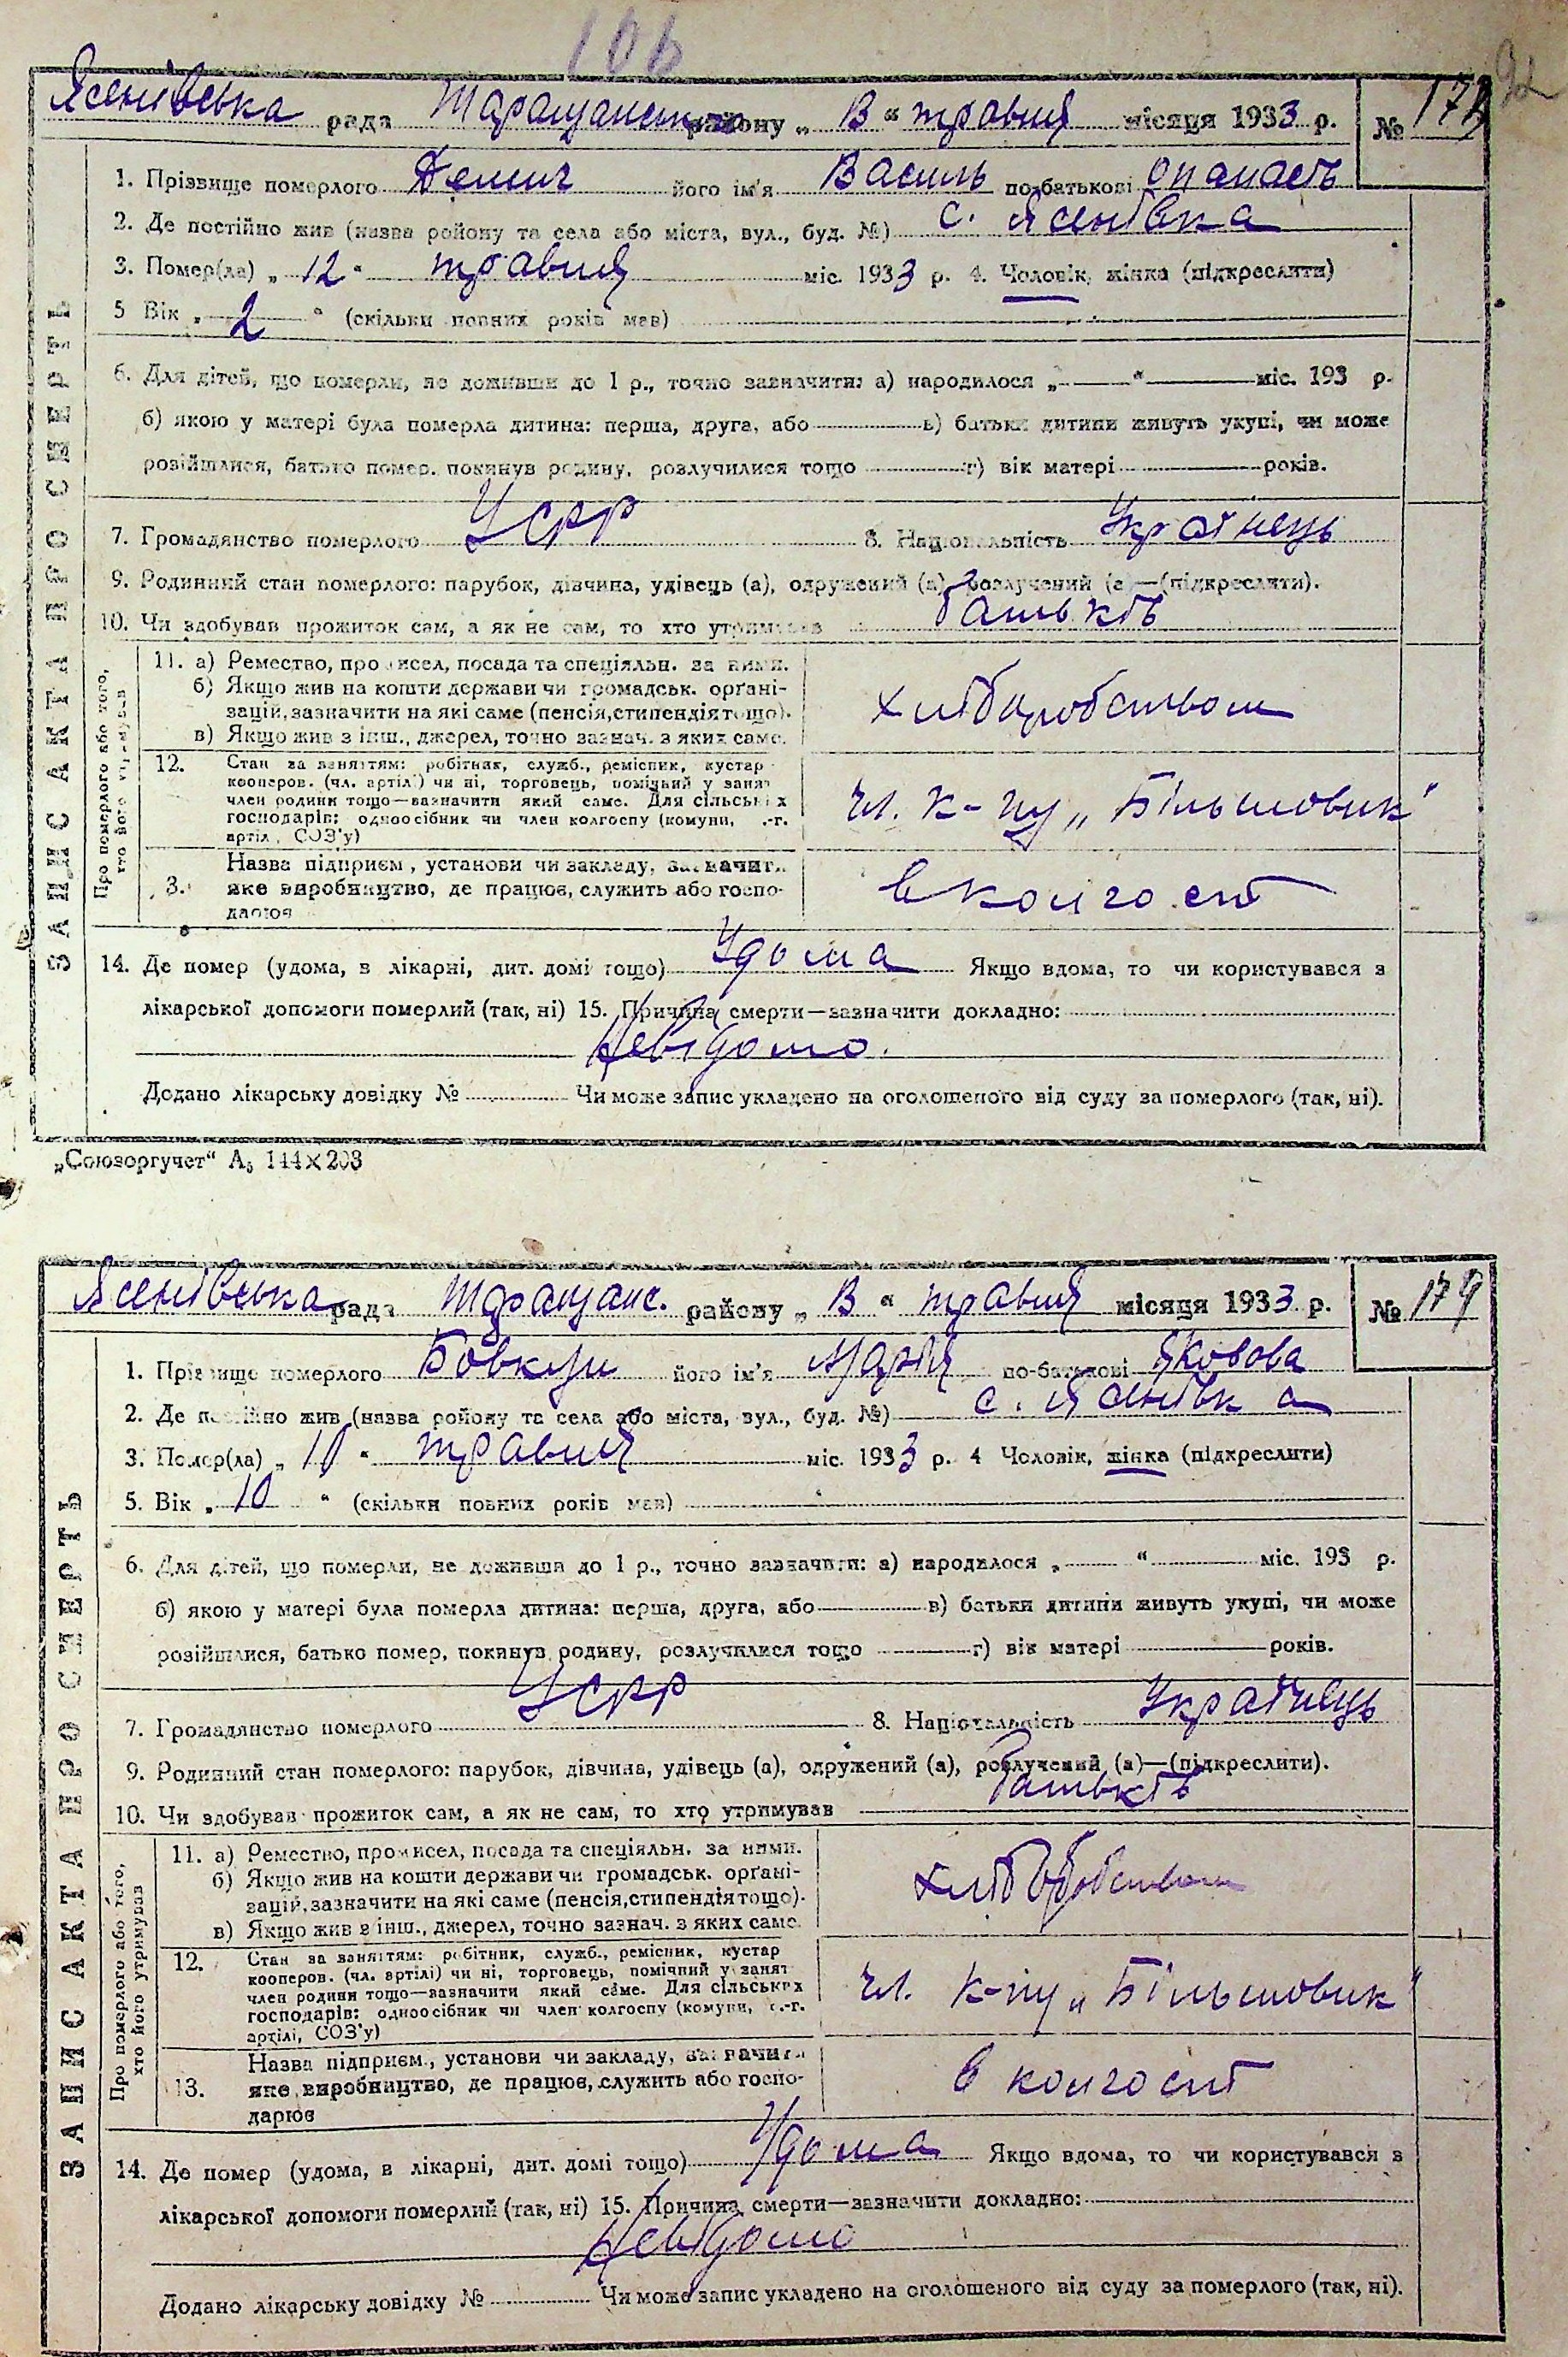 106
Ясенівська рада Таращанськ району „ В “ травня місяця 1933 р. №
1. Прізвище померлого його ім'я Василь по-батькові
2. Де постійно жив (назва району та села або міста, вул., буд. №) с. Ясенівка
3. Помер(ла) „ 12 “ травня міс. 1933 р. 4. Чоловік, жінка (підкреслити)
5 Вік „ 2 “ (скільки повних років мав)
6. Для дітей, що померли, не доживши до 1 р., точно зазначити: а) народилося „ — “ — міс. 193 р.
б) якою у матері була померла дитина: перша, друга, або — в) батьки дитини живуть укупі, чи може
розійшлися, батько помер, покинув родину, розлучилися тощо — г) вік матері — років.
7. Громадянство померлого УСРР 8. Національність Українець
9. Родинний стан померлого: парубок, дівчина, удівець (а), одружений (а), розлучений (а)—(підкреслити).
10. Чи здобував прожиток сам, а як не сам, то хто утримував батькѣ
11. а) Ремество, промисел, посада та спеціяльн. за ними.
б) Якщо жив на кошти держави чи громадськ. орґані-
зацій, зазначити на які саме (пенсія, стипендія тощо).
в) Якщо жив з інш., джерел, точно зазнач. з яких саме.
хлѣборобством
12. Стан за заняттям: робітник, служб., ремісник, кустар
кооперов. (чл. артілі) чи ні, торговець, помічний у занят
член родини тощо—зазначити який саме. Для сільських
господарів: одноосібник чи член колгоспу (комуни, с.-г.
артіл, СОЗ'у)
чл. к-пу „Більшовик“
3. Назва підприєм, установи чи закладу, зазначити
яке виробництво, де працює, служить або госпо-
дарює
в колгоспѣ
14. Де помер (удома, в лікарні, дит. домі тощо) Удома Якщо вдома, то чи користувався з
лікарської допомоги померлий (так, ні) 15. Причина смерти—зазначити докладно:
Невідомо.
Додано лікарську довідку № Чи може запис укладено на оголошеного від суду за померлого (так, ні).
ЗАПИС АКТА ПРО СМЕРТЬ
Про померлого або того,
хто його утримував
„Союзоргучет“ А5 144×203
Ясенівська рада Таращанс. району „ В “ травня місяця 1933 р. № 179
1. Прізвище померлого Бовкун його ім'я Марія по-батькові Яковова
2. Де постійно жив (назва району та села або міста, вул., буд. №) с. Ясенівка
3. Помер(ла) „ 10 “ травня міс. 1933 р. 4 Чоловік, жінка (підкреслити)
5. Вік „ 10 “ (скільки повних років мав)
6. Для дітей, що померли, не доживши до 1 р., точно зазначити: а) народилося „ — “ — міс. 193 р.
б) якою у матері була померла дитина: перша, друга, або — в) батьки дитини живуть укупі, чи може
розійшлися, батько помер, покинув родину, розлучилися тощо — г) вік матері — років.
7. Громадянство померлого УСРР 8. Національність Українець
9. Родинний стан померлого: парубок, дівчина, удівець (а), одружений (а), розлучений (а)—(підкреслити).
10. Чи здобував прожиток сам, а як не сам, то хто утримував батькѣ
11. а) Ремество, промисел, посада та спеціяльн. за ними.
б) Якщо жив на кошти держави чи громадськ. орґані-
зацій, зазначити на які саме (пенсія, стипендія тощо).
в) Якщо жив з інш., джерел, точно зазнач. з яких саме.
хлѣборобством
12. Стан за заняттям: робітник, служб., ремісник, кустар
кооперов. (чл. артілі) чи ні, торговець, помічний у занят
член родини тощо—зазначити який саме. Для сільських
господарів: одноосібник чи член колгоспу (комуни, с.-г.
артілі, СОЗ'у)
чл. к-пу „Більшовик“
13. Назва підприєм., установи чи закладу, зазначити
яке виробництво, де працює, служить або госпо-
дарює
в колгоспѣ
14. Де помер (удома, в лікарні, дит. домі тощо) Удома Якщо вдома, то чи користувався з
лікарської допомоги померлий (так, ні) 15. Причина смерти—зазначити докладно:
Невідомо
Додано лікарську довідку № Чи може запис укладено на оголошеного від суду за померлого (так, ні).
ЗАПИС АКТА ПРО СМЕРТЬ
Про померлого або того,
хто його утримував